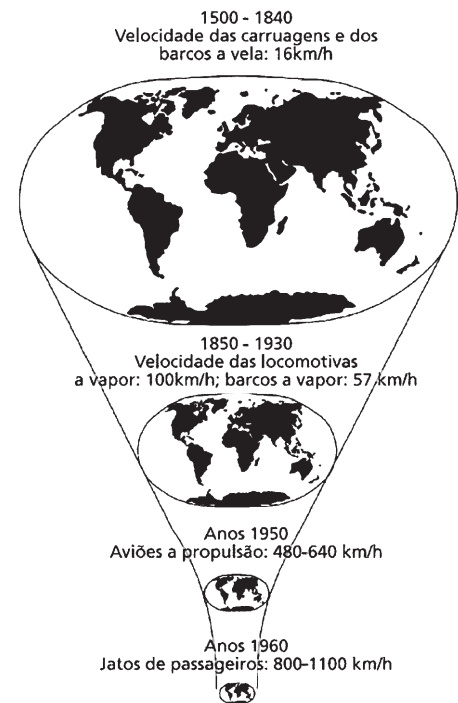 1500 - 1840
Velocidade das carruagens e dos
barcos a vela: 16km/h
1850 - 1930
Velocidade das locomotivas
a vapor: 100km/h; barcos a vapor: 57 km/h
Anos 1950
Aviões a propulsão: 480-640 km/h
Anos 1960
Jatos de passageiros: 800-1100 km/h